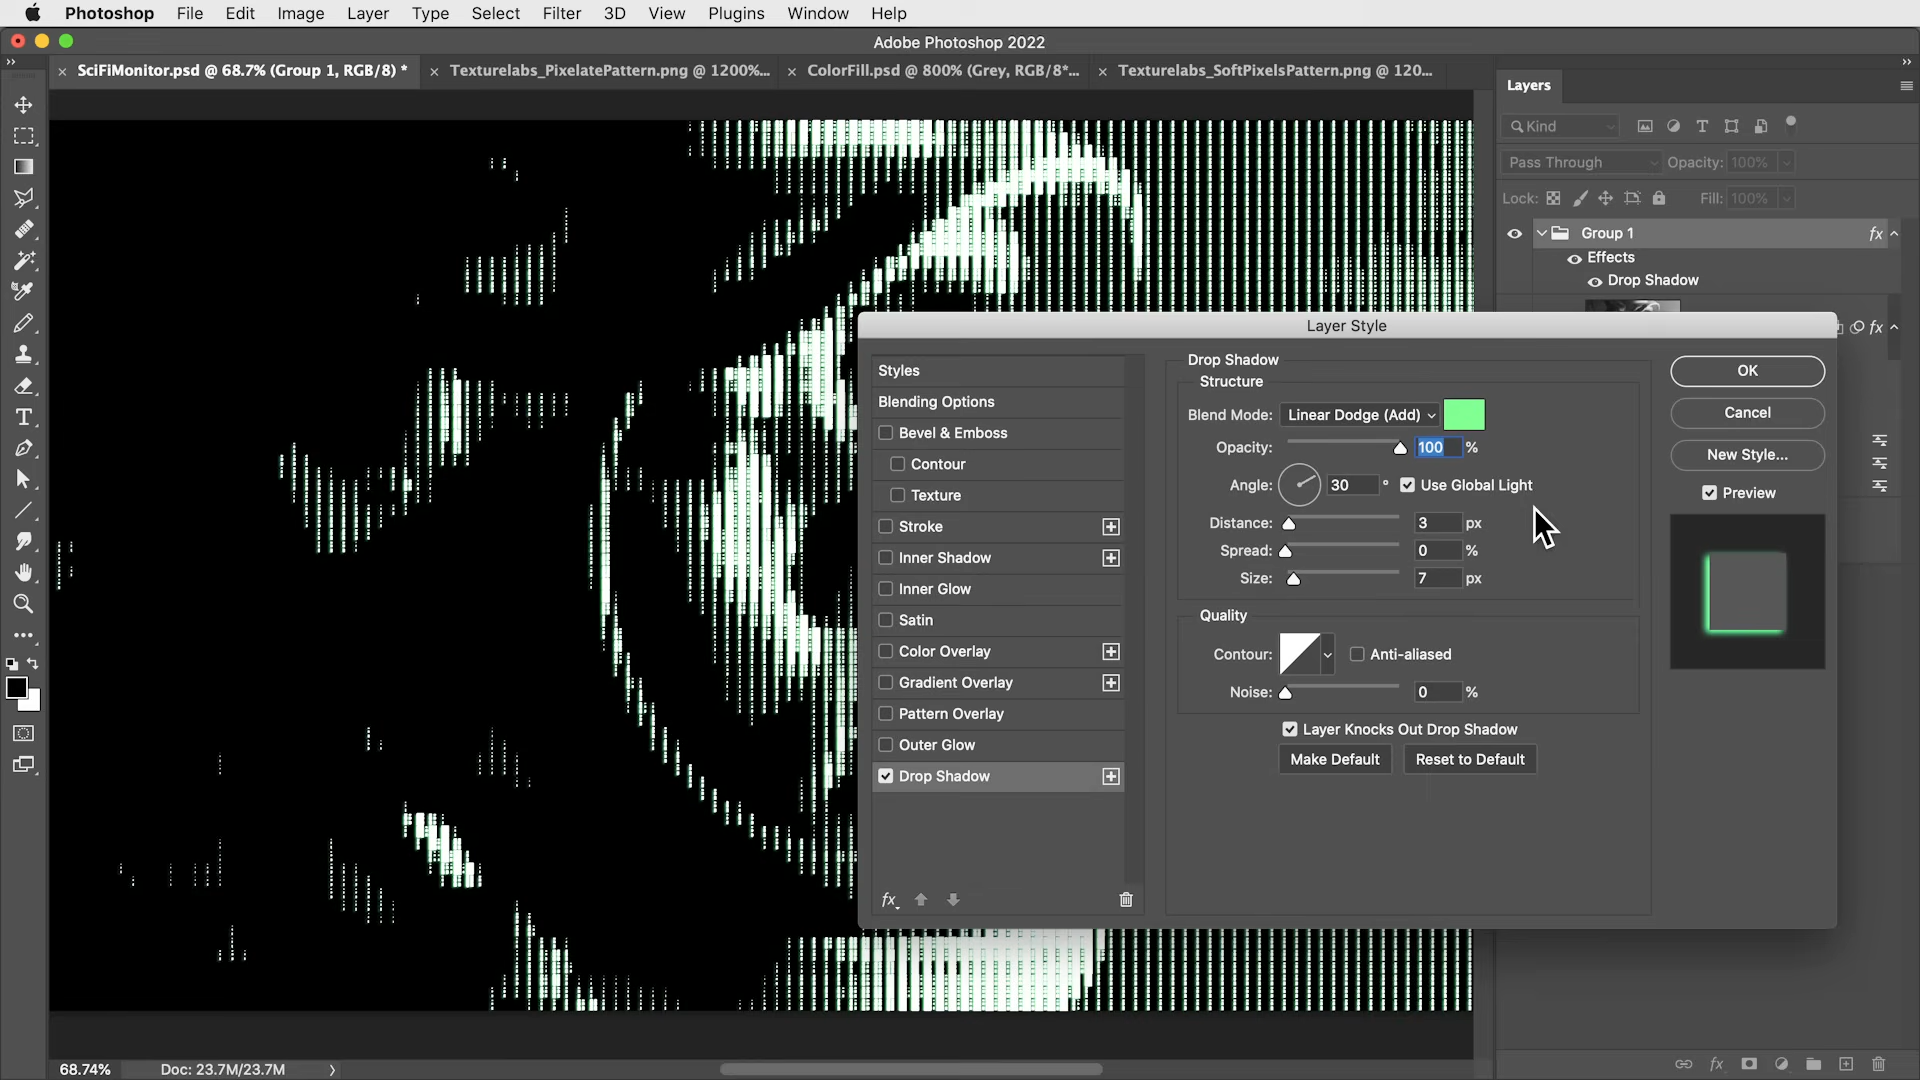 Photoshop File Edit Image Layer Type Select Filter 3D View Plugins Window Help
Adobe Photoshop 2022
SciFiMonitor.psd @ 68.7% (Group 1, RGB/8) *
Texturelabs_PixelatePattern.png @ 1200%...
ColorFill.psd @ 800% (Grey, RGB/8*...
Texturelabs_SoftPixelsPattern.png @ 120...
Layers
Kind
Pass Through Opacity: 100%
Lock: Fill: 100%
Group 1 fx
Effects
Drop Shadow
fx
Layer Style
Styles
Blending Options
Bevel & Emboss
Contour
Texture
Stroke
Inner Shadow
Inner Glow
Satin
Color Overlay
Gradient Overlay
Pattern Overlay
Outer Glow
Drop Shadow
fx
Drop Shadow
Structure
Blend Mode: Linear Dodge (Add)
Opacity: 100 %
Angle: 30 ° Use Global Light
Distance: 3 px
Spread: 0 %
Size: 7 px
Quality
Contour: Anti-aliased
Noise: 0 %
Layer Knocks Out Drop Shadow
Make Default Reset to Default
OK
Cancel
New Style...
Preview
68.74% Doc: 23.7M/23.7M
fx